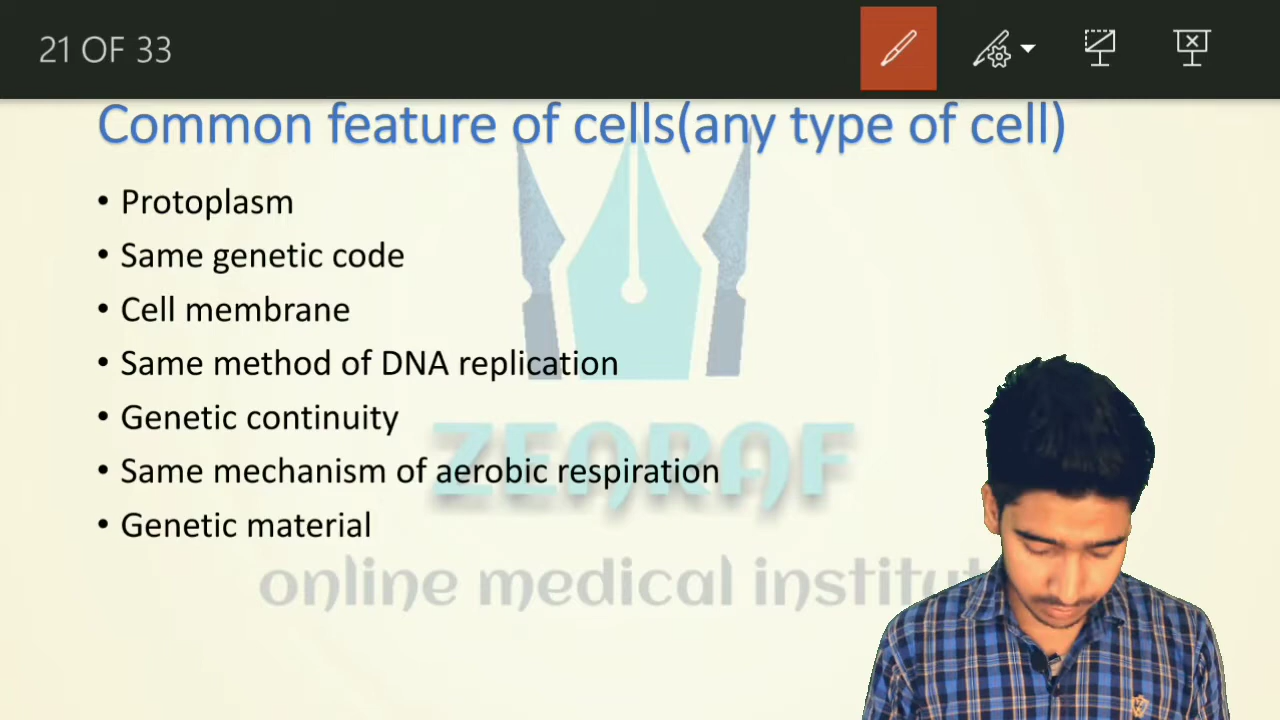 21 OF 33
Common feature of cells(any type of cell)
• Protoplasm
• Same genetic code
• Cell membrane
• Same method of DNA replication
• Genetic continuity
• Same mechanism of aerobic respiration
• Genetic material
ZEARAF
online medical institut